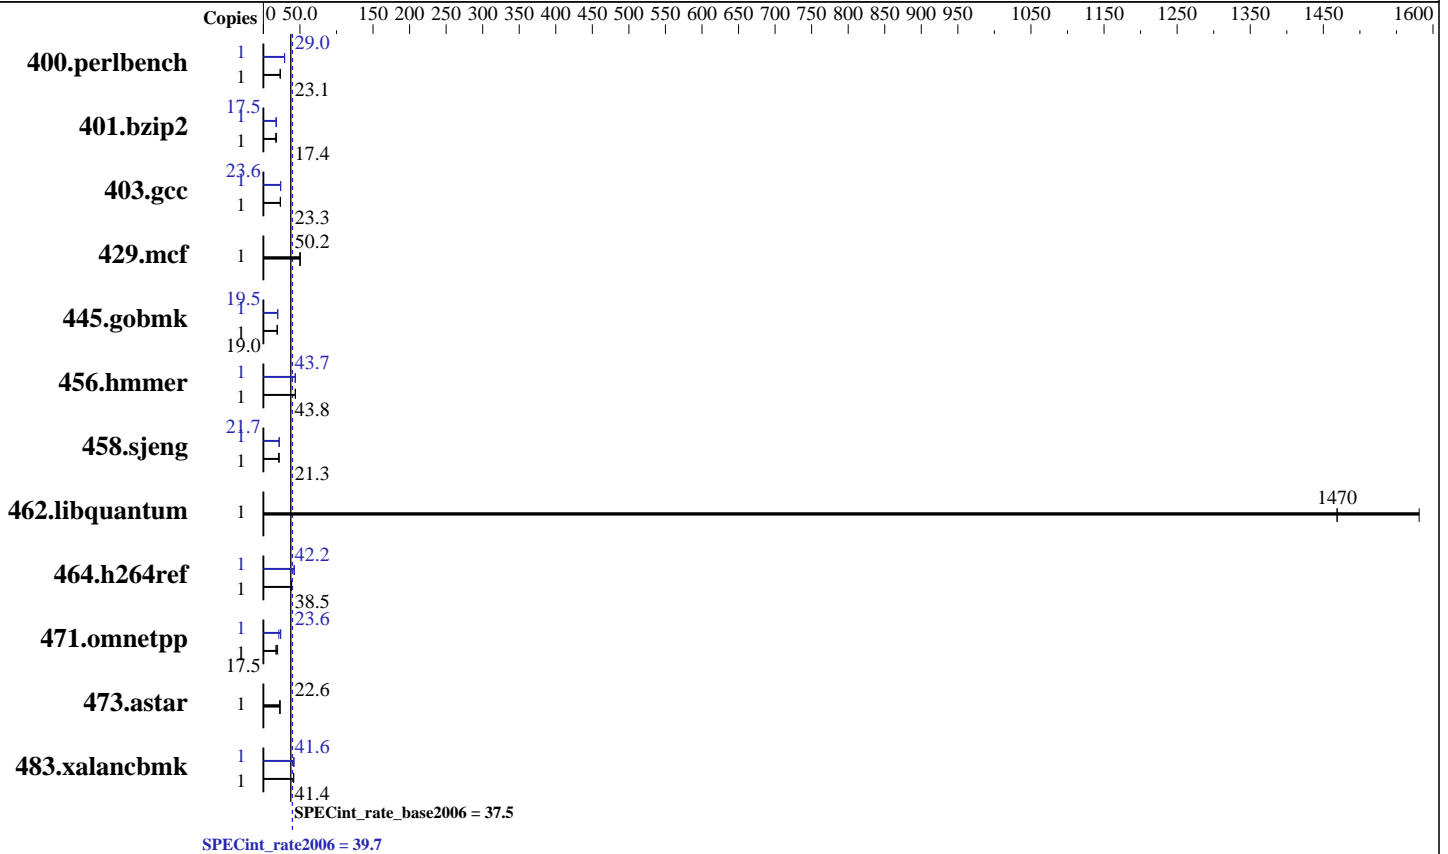 Copies 0 50.0 150 200 250 300 350 400 450 500 550 600 650 700 750 800 850 900 950 1050 1150 1250 1350 1450 1600
400.perlbench 1 29.0
1 23.1
401.bzip2 1 17.5
1 17.4
403.gcc 1 23.6
1 23.3
429.mcf 1 50.2
445.gobmk 1 19.5
1 19.0
456.hmmer 1 43.7
1 43.8
458.sjeng 1 21.7
1 21.3
462.libquantum 1 1470
464.h264ref 1 42.2
1 38.5
471.omnetpp 1 23.6
1 17.5
473.astar 1 22.6
483.xalancbmk 1 41.6
1 41.4
SPECint_rate_base2006 = 37.5
SPECint_rate2006 = 39.7